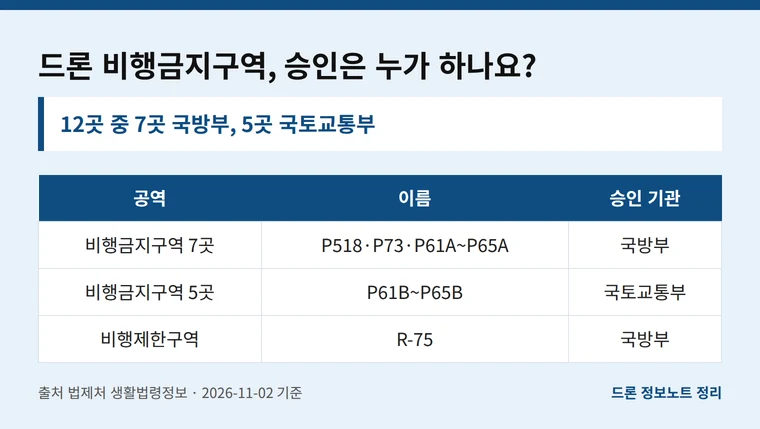 드론 비행금지구역, 승인은 누가 하나요?
12곳 중 7곳 국방부, 5곳 국토교통부
공역 이름 승인 기관
비행금지구역 7곳 P518·P73·P61A~P65A 국방부
비행금지구역 5곳 P61B~P65B 국토교통부
비행제한구역 R-75 국방부
출처 법제처 생활법령정보 · 2026-11-02 기준 드론 정보노트 정리